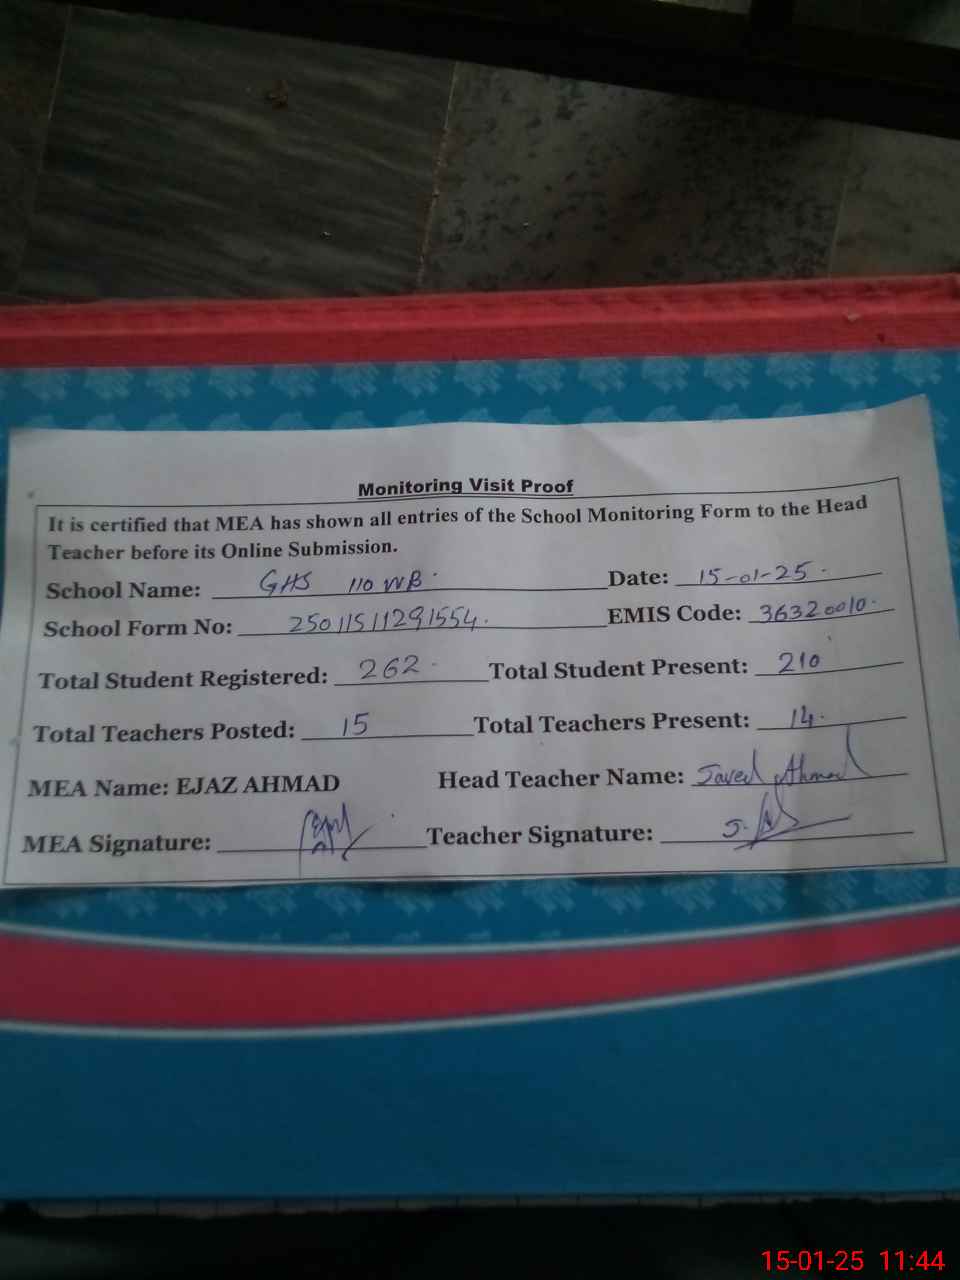 Monitoring Visit Proof
It is certified that MEA has shown all entries of the School Monitoring Form to the Head
Teacher before its Online Submission.
School Name: GHS 110 WB. Date: 15-01-25.
School Form No: 25011511291554. EMIS Code: 36320010.
Total Student Registered: 262 Total Student Present: 210
Total Teachers Posted: 15 Total Teachers Present: 14.
MEA Name: EJAZ AHMAD Head Teacher Name: Javed Ahmad
MEA Signature: Teacher Signature:
15-01-25 11:44